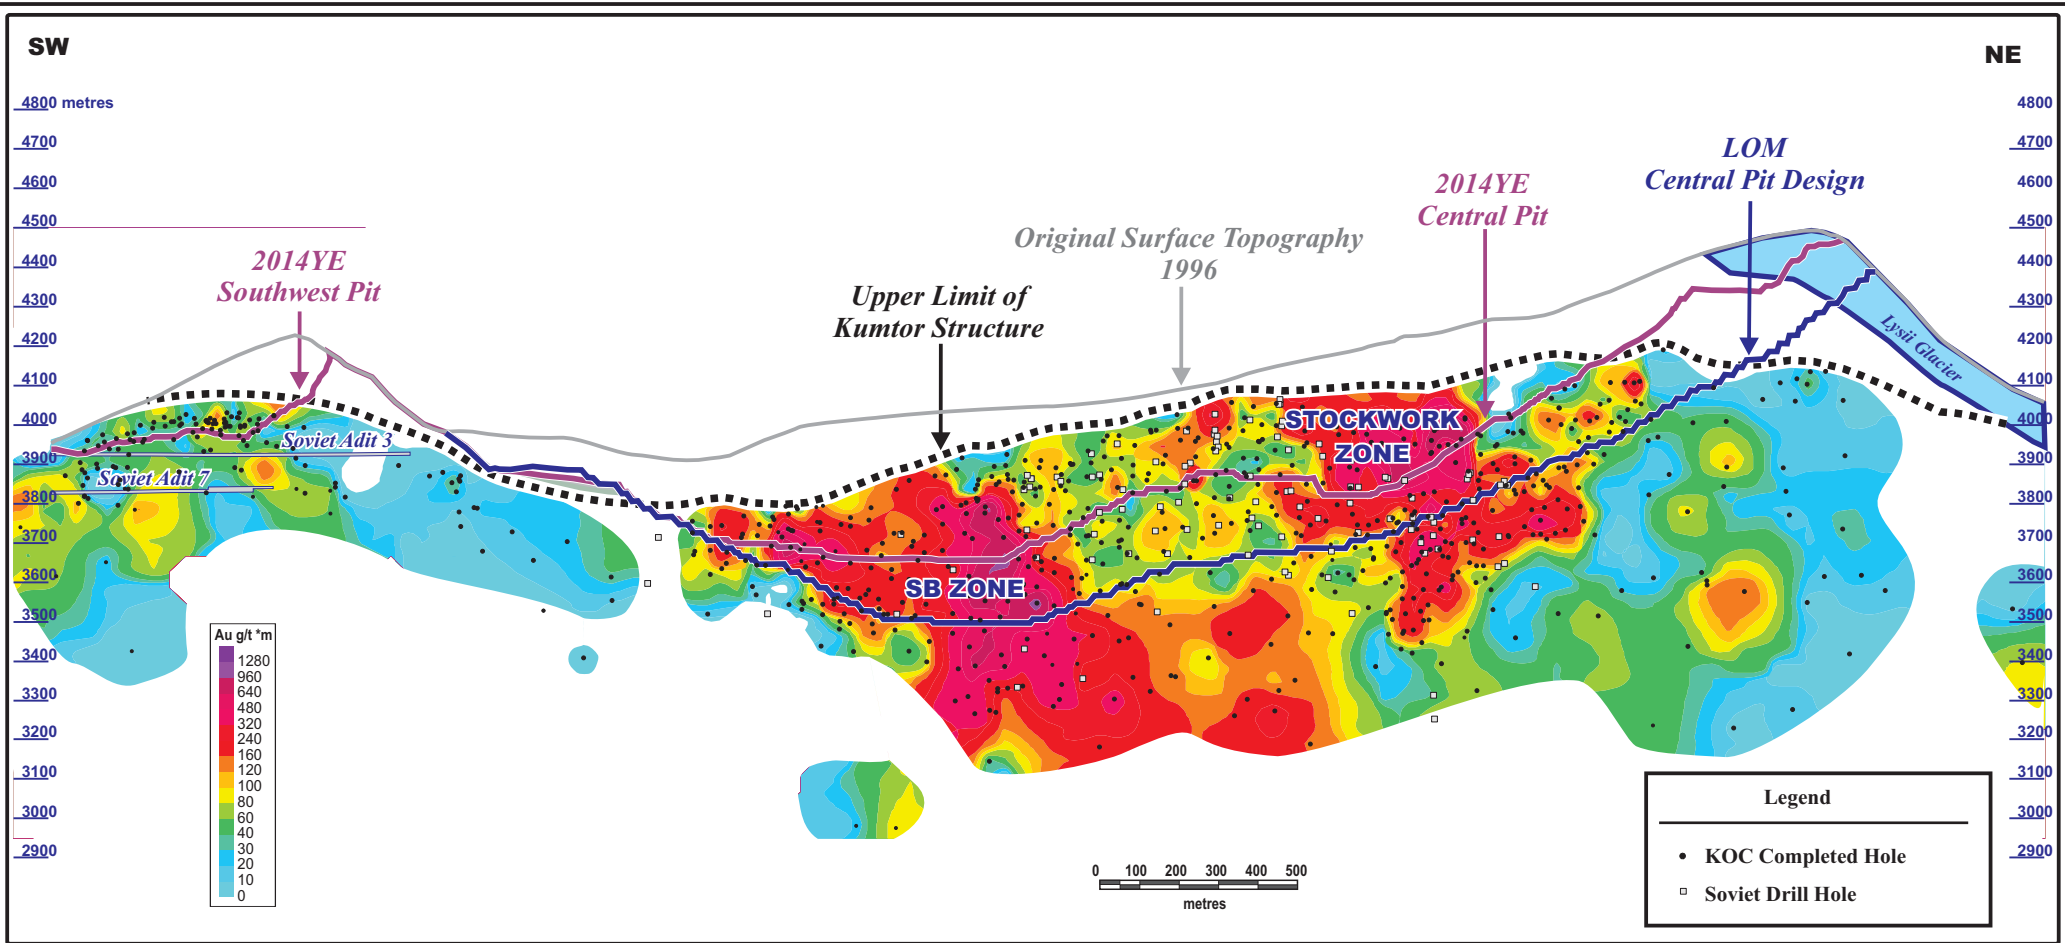 SW
NE
4800 metres
4700
4600
4500
4400
4300
4200
4100
4000
3900
3800
3700
3600
3500
3400
3300
3200
3100
3000
2900
2014YE
Southwest Pit
Soviet Adit 3
Soviet Adit 7
Upper Limit of
Kumtor Structure
Original Surface Topography
1996
2014YE
Central Pit
LOM
Central Pit Design
Lysii Glacier
STOCKWORK
ZONE
SB ZONE
4800
4700
4600
4500
4400
4300
4200
4100
4000
3900
3800
3700
3600
3500
3400
3300
3200
3100
3000
2900
Au g/t *m
1280
960
640
480
320
240
160
120
100
80
60
40
30
20
10
0
0 100 200 300 400 500
metres
Legend
KOC Completed Hole
Soviet Drill Hole